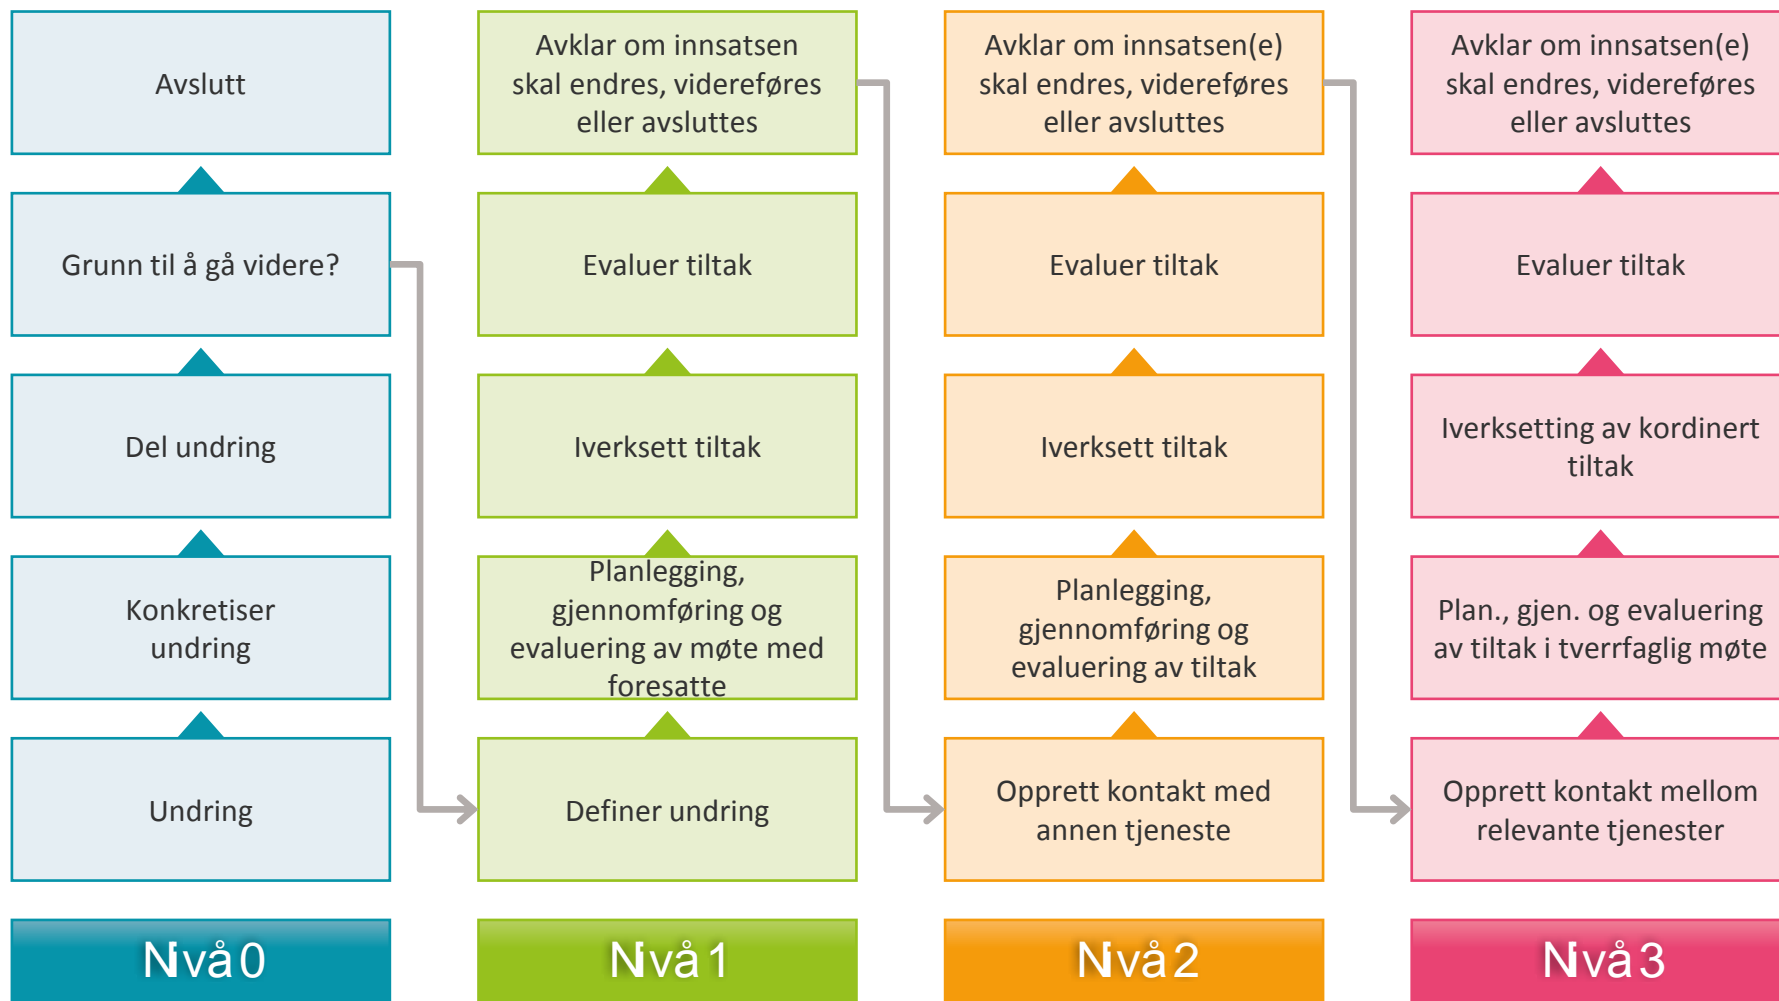 Avslutt
Grunn til å gå videre?
Del undring
Konkretiser
undring
Undring
Nivå 0
Avklar om innsatsen
skal endres, videreføres
eller avsluttes
Evaluer tiltak
Iverksett tiltak
Planlegging,
gjennomføring og
evaluering av møte med
foresatte
Definer undring
Nivå 1
Avklar om innsatsen(e)
skal endres, videreføres
eller avsluttes
Evaluer tiltak
Iverksett tiltak
Planlegging,
gjennomføring og
evaluering av tiltak
Opprett kontakt med
annen tjeneste
Nivå 2
Avklar om innsatsen(e)
skal endres, videreføres
eller avsluttes
Evaluer tiltak
Iverksetting av kordinert
tiltak
Plan., gjen. og evaluering
av tiltak i tverrfaglig møte
Opprett kontakt mellom
relevante tjenester
Nivå 3